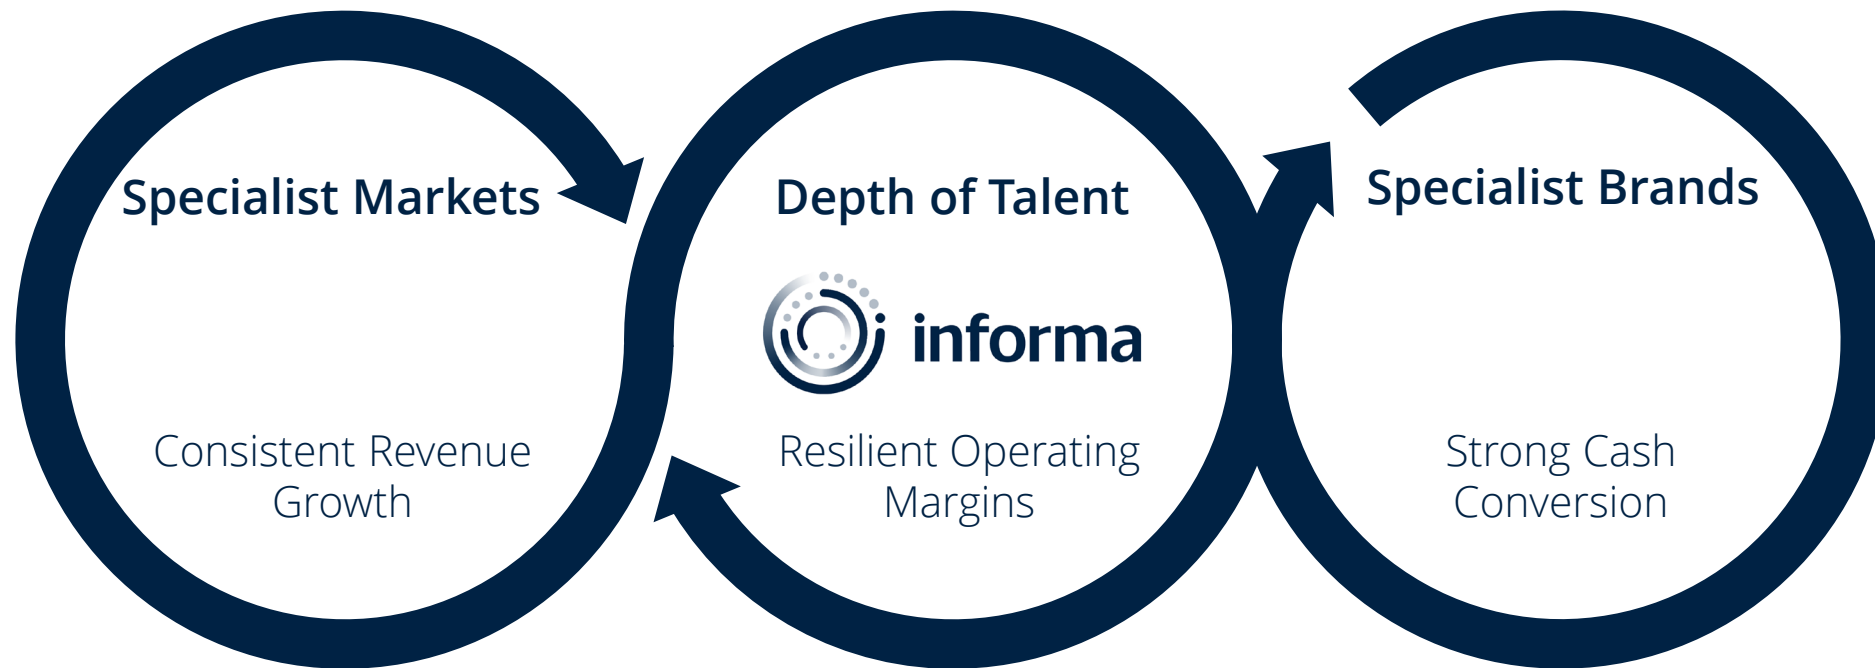 Specialist Markets
Consistent Revenue
Growth
Depth of Talent
informa
Resilient Operating
Margins
Specialist Brands
Strong Cash
Conversion